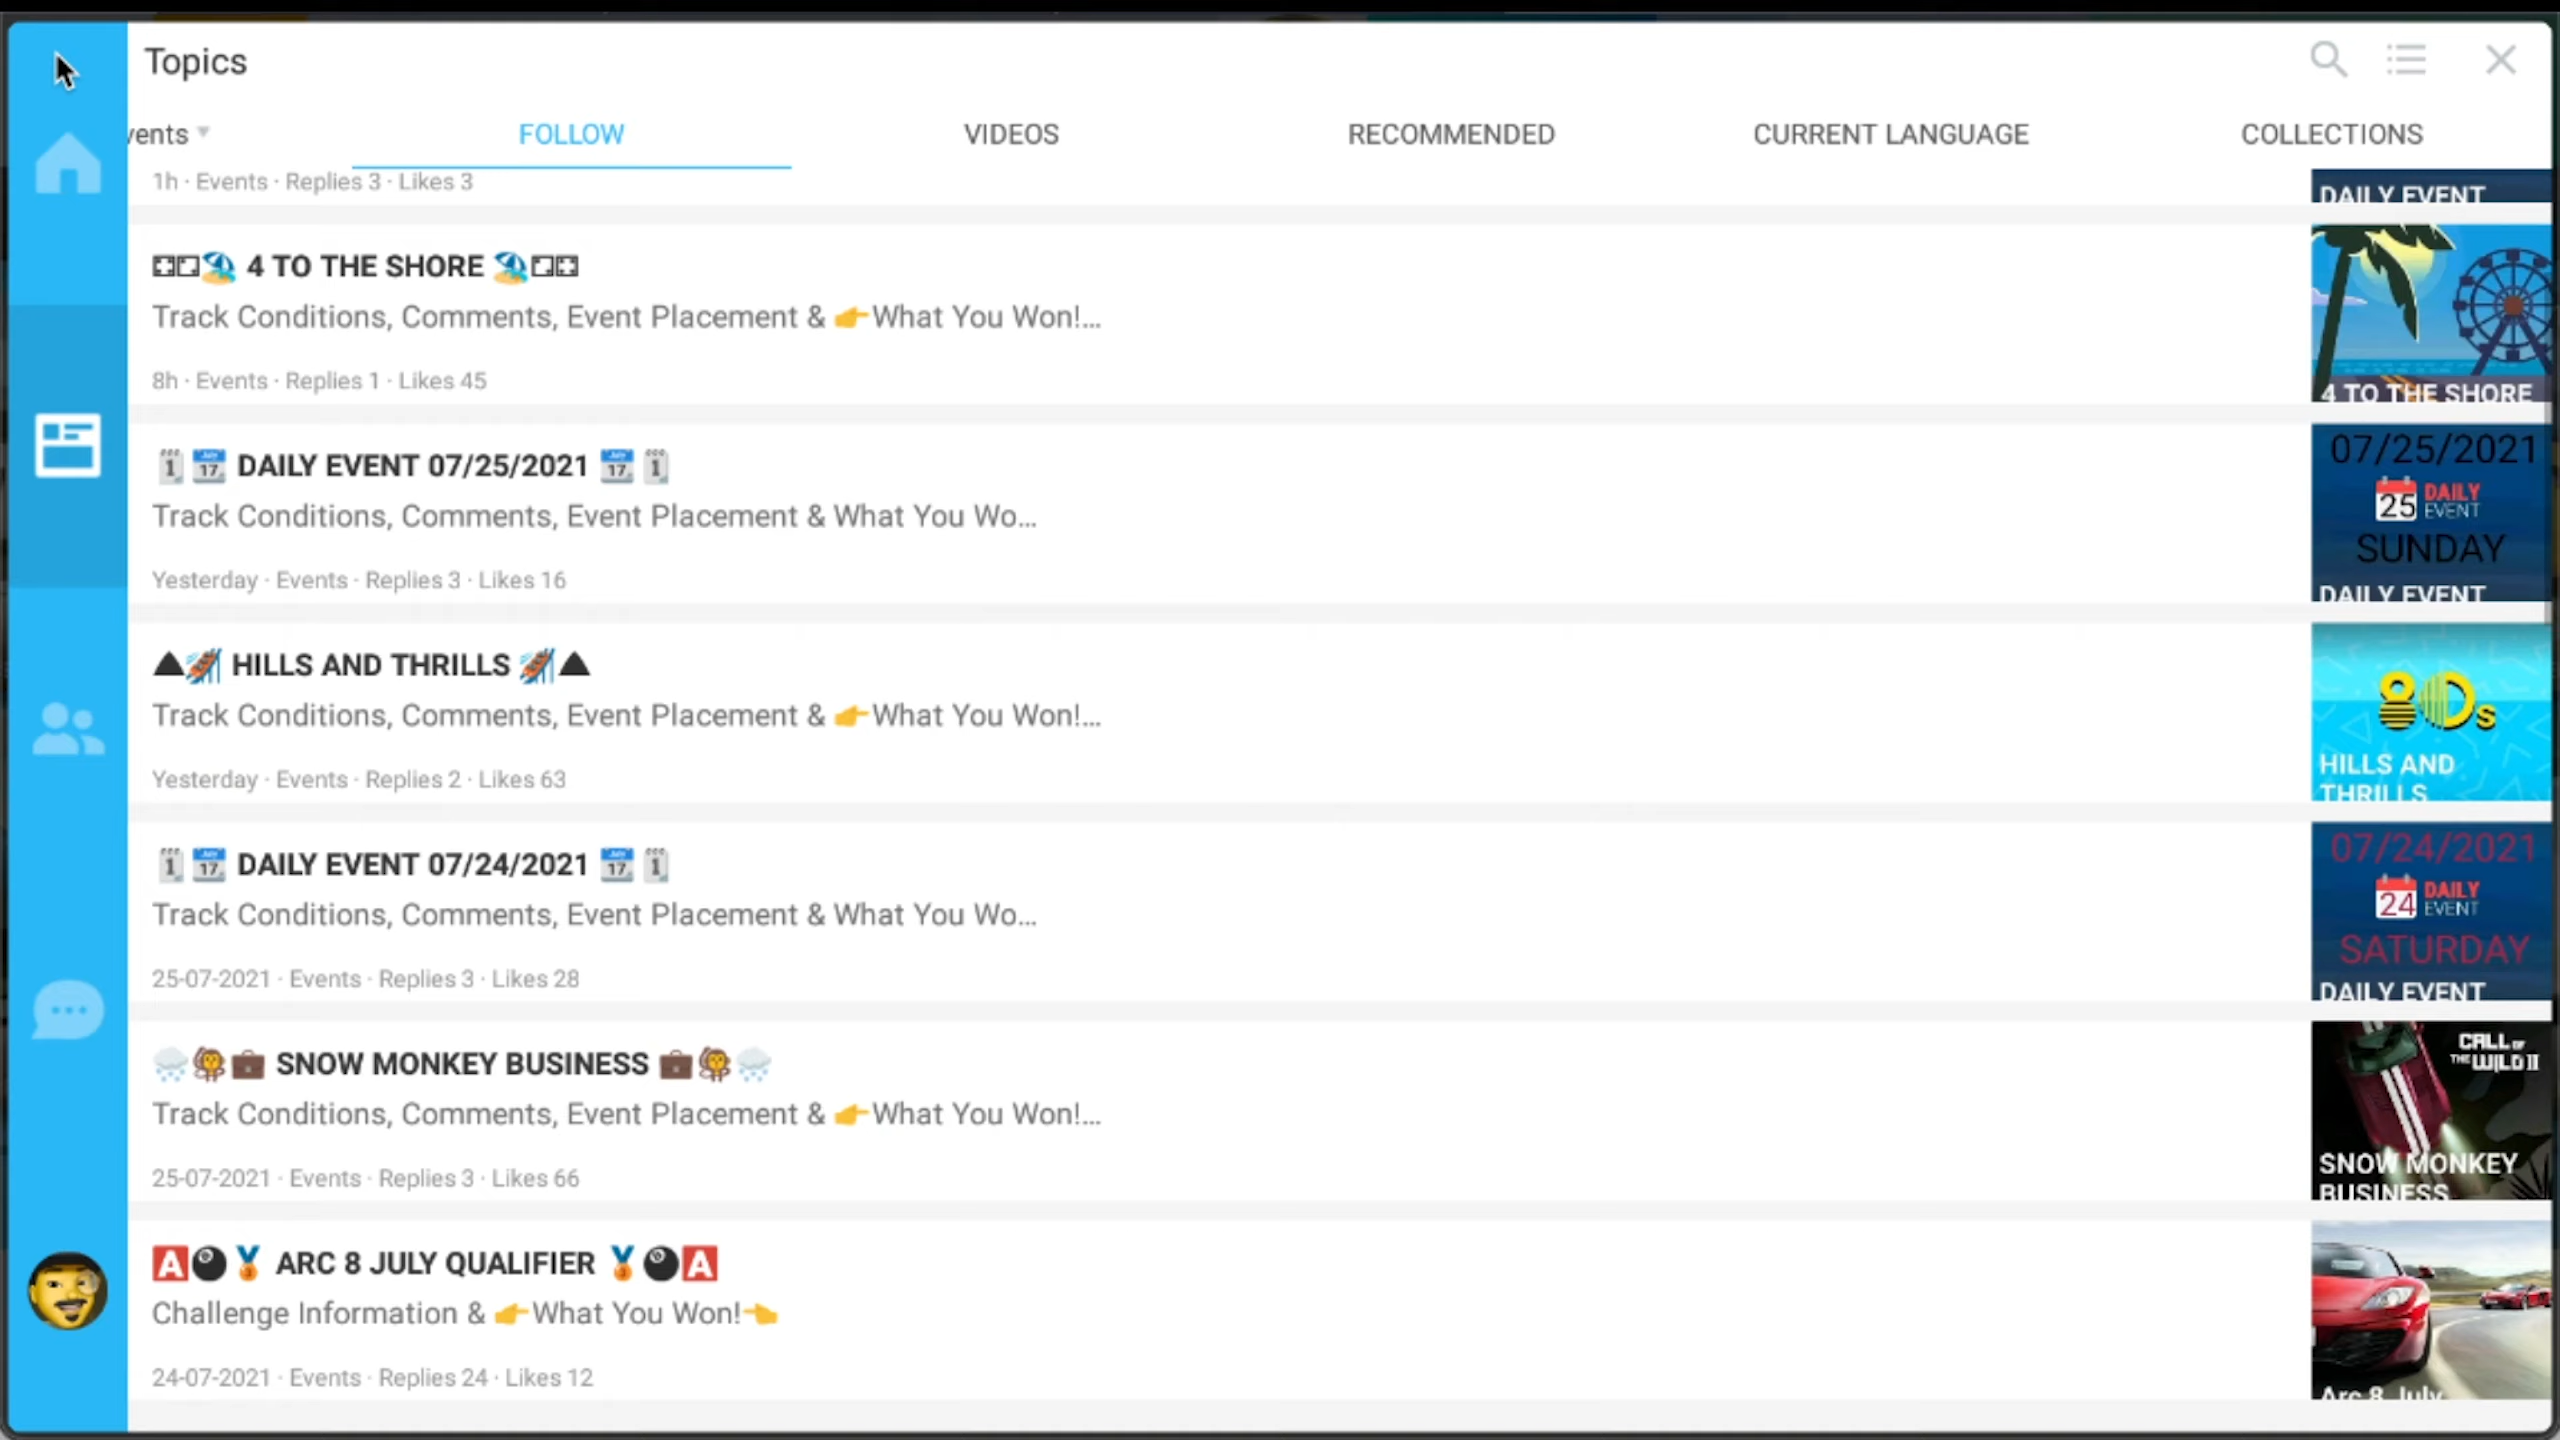 Topics
vents
FOLLOW
VIDEOS
RECOMMENDED
CURRENT LANGUAGE
COLLECTIONS
1h · Events · Replies 3 · Likes 3
DAILY EVENT
4 TO THE SHORE
Track Conditions, Comments, Event Placement & 👉What You Won!...
8h · Events · Replies 1 · Likes 45
4 TO THE SHORE
DAILY EVENT 07/25/2021
Track Conditions, Comments, Event Placement & What You Wo...
Yesterday · Events · Replies 3 · Likes 16
07/25/2021
25
DAILY
EVENT
SUNDAY
DAILY EVENT
HILLS AND THRILLS
Track Conditions, Comments, Event Placement & 👉What You Won!...
Yesterday · Events · Replies 2 · Likes 63
80s
HILLS AND
THRILLS
DAILY EVENT 07/24/2021
Track Conditions, Comments, Event Placement & What You Wo...
25-07-2021 · Events · Replies 3 · Likes 28
07/24/2021
24
DAILY
EVENT
SATURDAY
DAILY EVENT
SNOW MONKEY BUSINESS
Track Conditions, Comments, Event Placement & 👉What You Won!...
25-07-2021 · Events · Replies 3 · Likes 66
CALL OF
THE WILD II
SNOW MONKEY
BUSINESS
🅰🎱🏅 ARC 8 JULY QUALIFIER 🏅🎱🅰
Challenge Information & 👉What You Won!👈
24-07-2021 · Events · Replies 24 · Likes 12
Arc 8 July